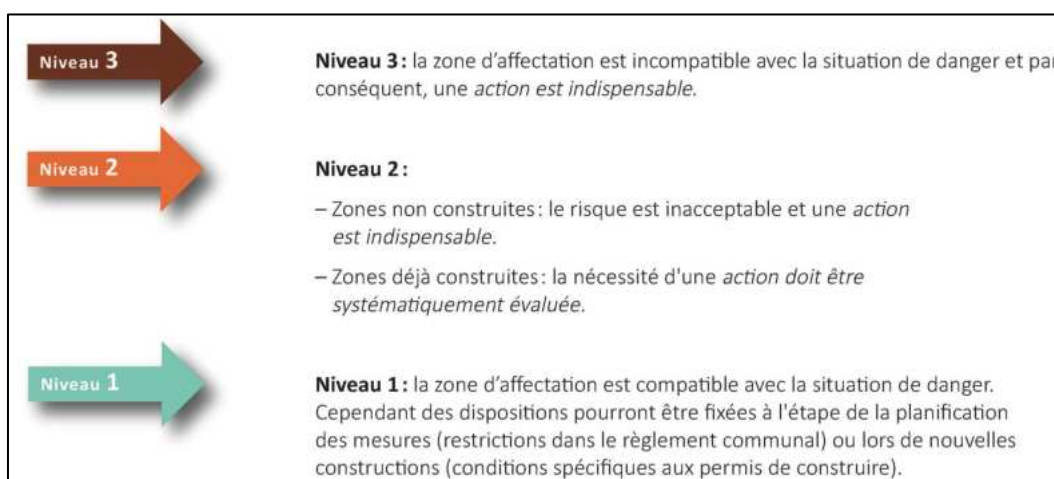 Niveau 3
Niveau 3 : la zone d'affectation est incompatible avec la situation de danger et par
conséquent, une action est indispensable.
Niveau 2
Niveau 2 :
– Zones non construites : le risque est inacceptable et une action
est indispensable.
– Zones déjà construites : la nécessité d'une action doit être
systématiquement évaluée.
Niveau 1
Niveau 1 : la zone d'affectation est compatible avec la situation de danger.
Cependant des dispositions pourront être fixées à l'étape de la planification
des mesures (restrictions dans le règlement communal) ou lors de nouvelles
constructions (conditions spécifiques aux permis de construire).